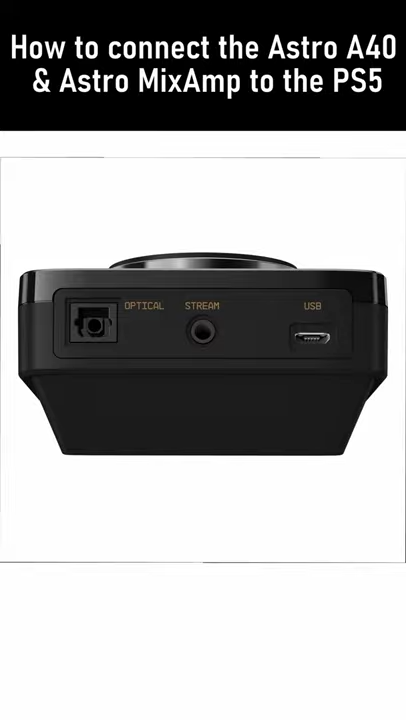 How to connect the Astro A40
& Astro MixAmp to the PS5
OPTICAL STREAM USB